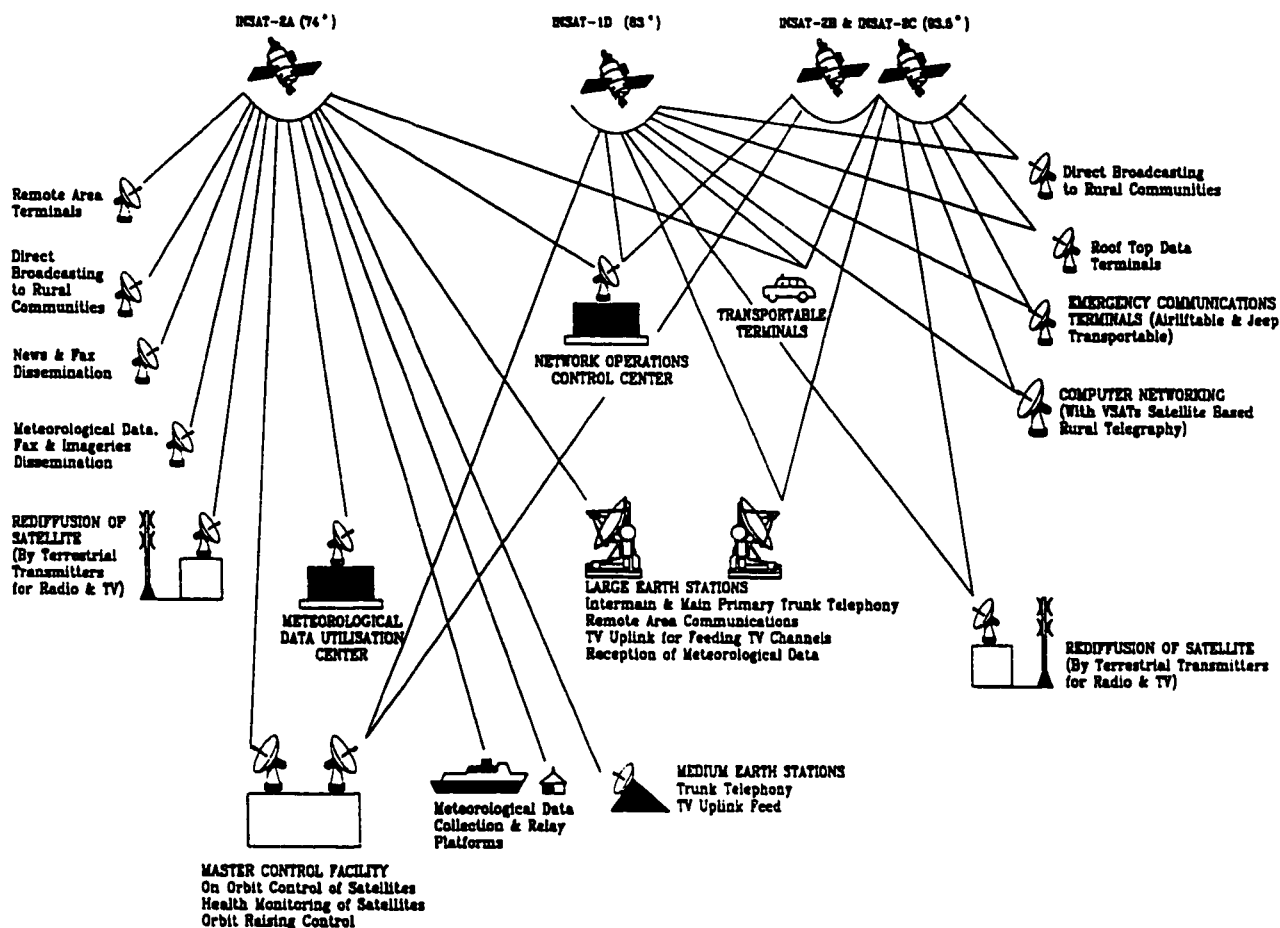 INSAT-2A (74°)
INSAT-1D (83°)
INSAT-2B & INSAT-2C (93.5°)
Remote Area
Terminals
Direct
Broadcasting
to Rural
Communities
News & Fax
Dissemination
Meteorological Data,
Fax & Imageries
Dissemination
REDIFFUSION OF
SATELLITE
(By Terrestrial
Transmitters
for Radio & TV)
METEOROLOGICAL
DATA UTILISATION
CENTER
NETWORK OPERATIONS
CONTROL CENTER
TRANSPORTABLE
TERMINALS
Direct Broadcasting
to Rural Communities
Roof Top Data
Terminals
EMERGENCY COMMUNICATIONS
TERMINALS (Airliftable & Jeep
Transportable)
COMPUTER NETWORKING
(With VSATs Satellite Based
Rural Telegraphy)
LARGE EARTH STATIONS
Intermain & Main Primary Trunk Telephony
Remote Area Communications
TV Uplink for Feeding TV Channels
Reception of Meteorological Data
REDIFFUSION OF SATELLITE
(By Terrestrial Transmitters
for Radio & TV)
MASTER CONTROL FACILITY
On Orbit Control of Satellites
Health Monitoring of Satellites
Orbit Raising Control
Meteorological Data
Collection & Relay
Platforms
MEDIUM EARTH STATIONS
Trunk Telephony
TV Uplink Feed